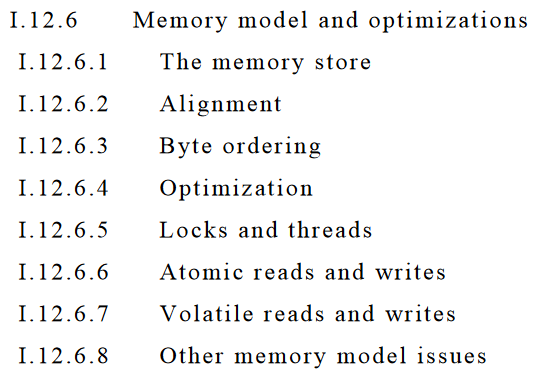 I.12.6 Memory model and optimizations
I.12.6.1 The memory store
I.12.6.2 Alignment
I.12.6.3 Byte ordering
I.12.6.4 Optimization
I.12.6.5 Locks and threads
I.12.6.6 Atomic reads and writes
I.12.6.7 Volatile reads and writes
I.12.6.8 Other memory model issues